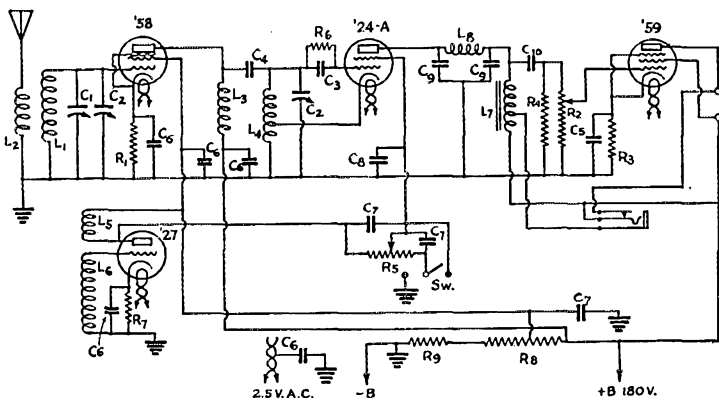 '58
'24-A
'59
L8
R6
C4
C10
C9
C9
C3
L3
C1
C2
C2
L4
L7
R4
R2
L2
L1
R1
C6
C5
R3
C6
C6
C8
L5
'27
C7
C7
L6
R5
Sw.
R7
C7
C6
C6
R9
R8
2.5 V. A.C.
-B
+B 180V.